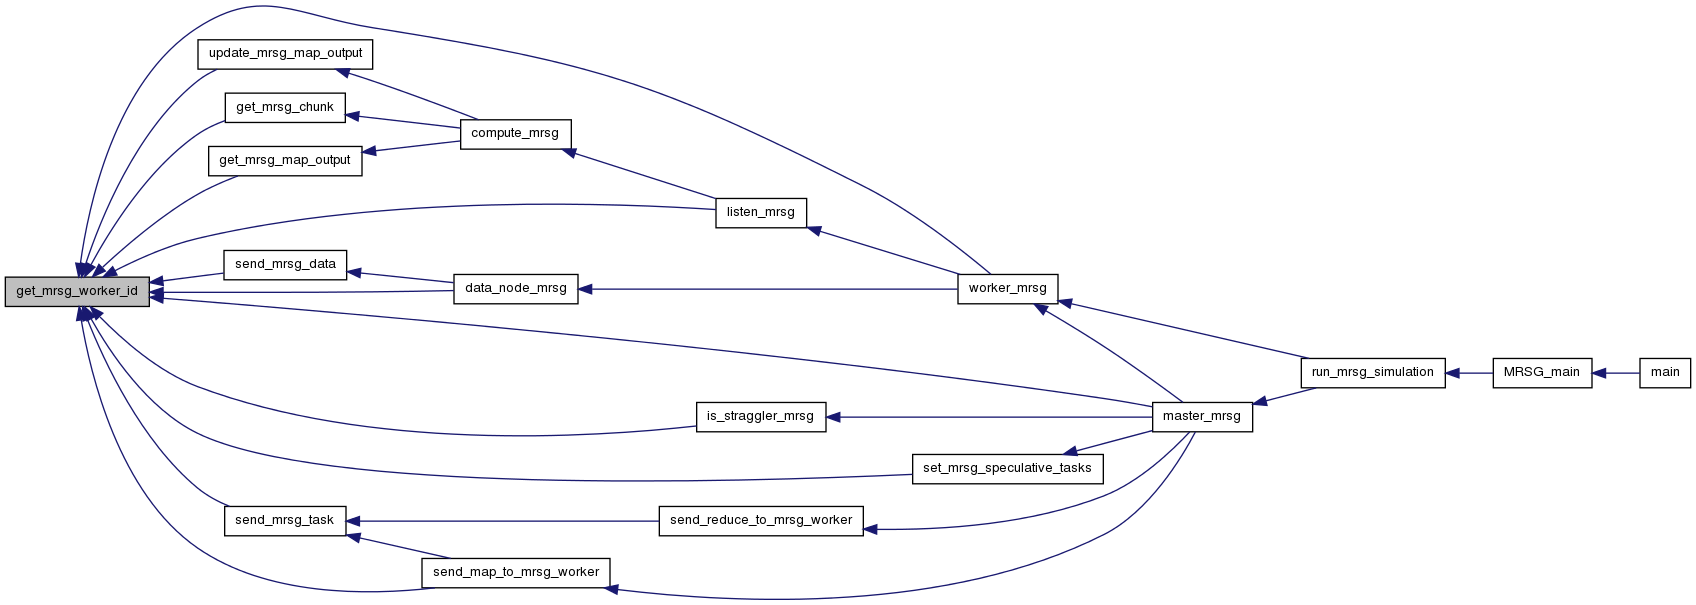 update_mrsg_map_output
get_mrsg_chunk
compute_mrsg
get_mrsg_map_output
listen_mrsg
send_mrsg_data
get_mrsg_worker_id
data_node_mrsg
worker_mrsg
run_mrsg_simulation
MRSG_main
main
is_straggler_mrsg
master_mrsg
set_mrsg_speculative_tasks
send_mrsg_task
send_reduce_to_mrsg_worker
send_map_to_mrsg_worker